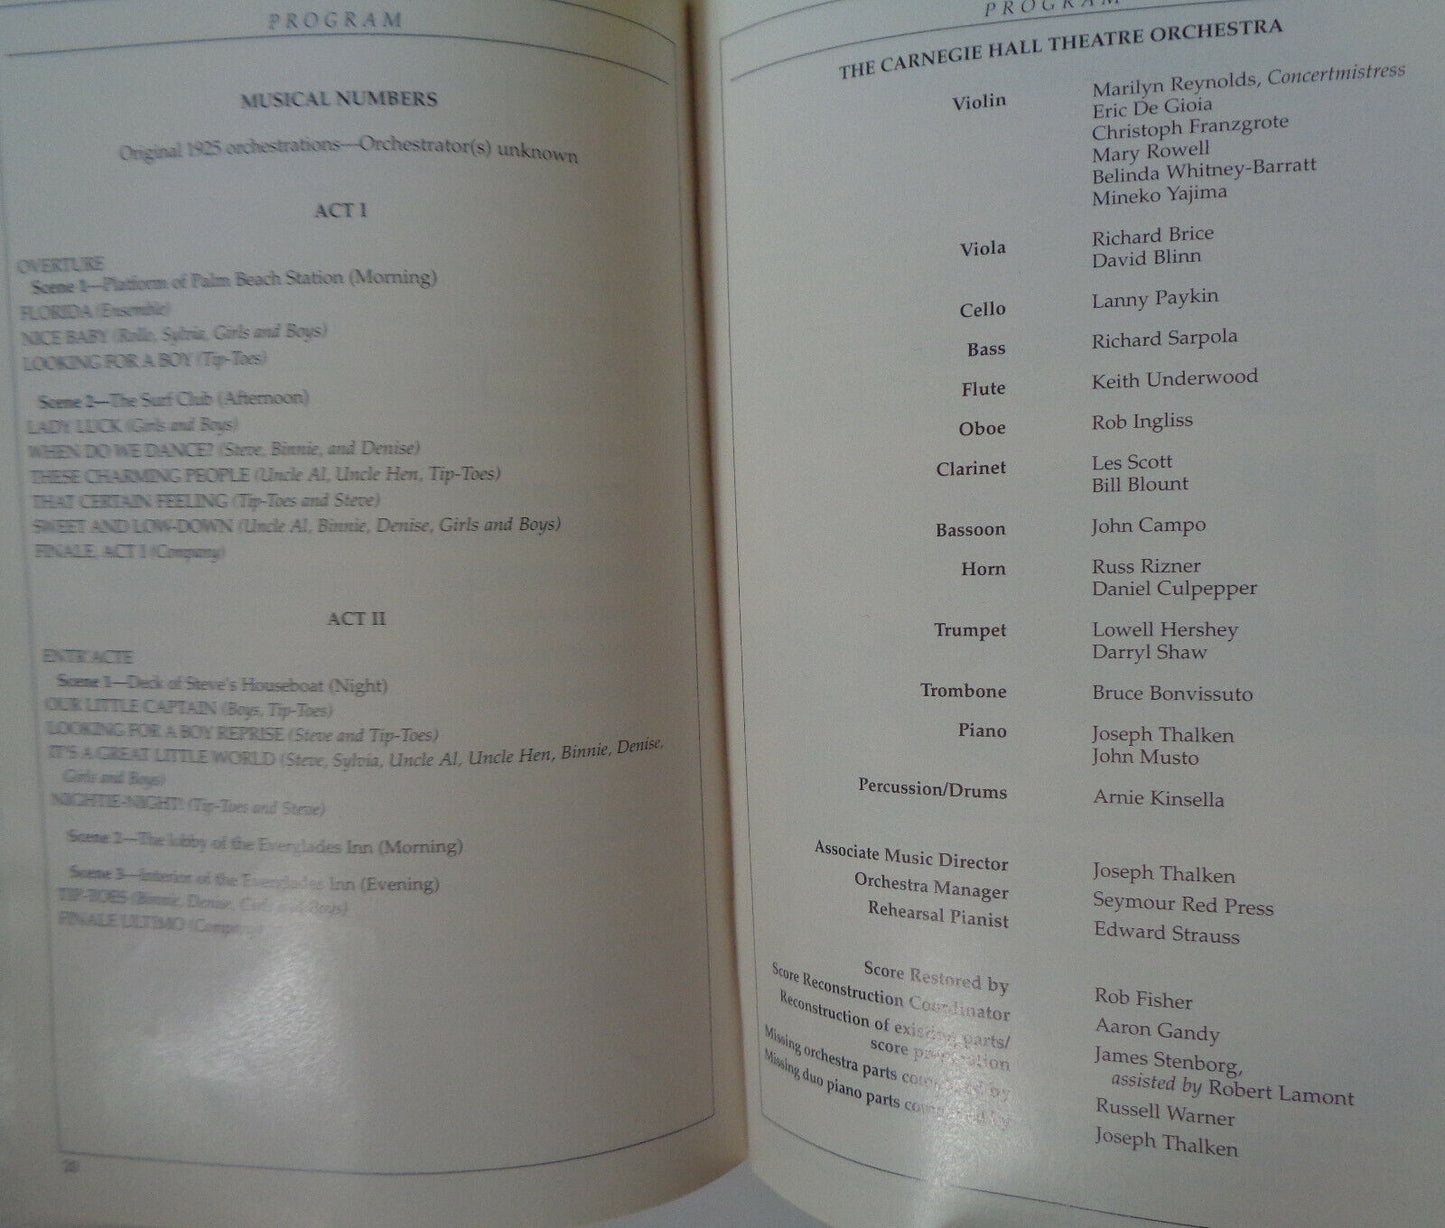 PROGRAM
MUSICAL NUMBERS
Original 1925 orchestrations—Orchestrator(s) unknown
ACT I
OVERTURE
Scene 1—Platform of Palm Beach Station (Morning)
FLORIDA (Ensemble)
NICE BABY (Rollo, Sylvia, Girls and Boys)
LOOKING FOR A BOY (Tip-Toes)
Scene 2—The Surf Club (Afternoon)
LADY LUCK (Girls and Boys)
WHEN DO WE DANCE? (Steve, Binnie, and Denise)
THESE CHARMING PEOPLE (Uncle Al, Uncle Hen, Tip-Toes)
THAT CERTAIN FEELING (Tip-Toes and Steve)
SWEET AND LOW-DOWN (Uncle Al, Binnie, Denise, Girls and Boys)
FINALE, ACT I (Company)
ACT II
ENTR'ACTE
Scene 1—Deck of Steve's Houseboat (Night)
OUR LITTLE CAPTAIN (Boys, Tip-Toes)
LOOKING FOR A BOY REPRISE (Steve and Tip-Toes)
IT'S A GREAT LITTLE WORLD (Steve, Sylvia, Uncle Al, Uncle Hen, Binnie, Denise,
Girls and Boys)
NIGHTIE-NIGHT! (Tip-Toes and Steve)
Scene 2—The lobby of the Everglades Inn (Morning)
Scene 3—Interior of the Everglades Inn (Evening)
TIP-TOES (Binnie, Denise, Girls and Boys)
FINALE ULTIMO (Company)
PROGRAM
THE CARNEGIE HALL THEATRE ORCHESTRA
Violin Marilyn Reynolds, Concertmistress
Eric De Gioia
Christoph Franzgrote
Mary Rowell
Belinda Whitney-Barratt
Mineko Yajima
Viola Richard Brice
David Blinn
Cello Lanny Paykin
Bass Richard Sarpola
Flute Keith Underwood
Oboe Rob Ingliss
Clarinet Les Scott
Bill Blount
Bassoon John Campo
Horn Russ Rizner
Daniel Culpepper
Trumpet Lowell Hershey
Darryl Shaw
Trombone Bruce Bonvissuto
Piano Joseph Thalken
John Musto
Percussion/Drums Arnie Kinsella
Associate Music Director Joseph Thalken
Orchestra Manager Seymour Red Press
Rehearsal Pianist Edward Strauss
Score Restored by Rob Fisher
Score Reconstruction Coordinator Aaron Gandy
Reconstruction of existing parts/
score preparation James Stenborg,
assisted by Robert Lamont
Missing orchestra parts composed by Russell Warner
Missing duo piano parts composed by Joseph Thalken